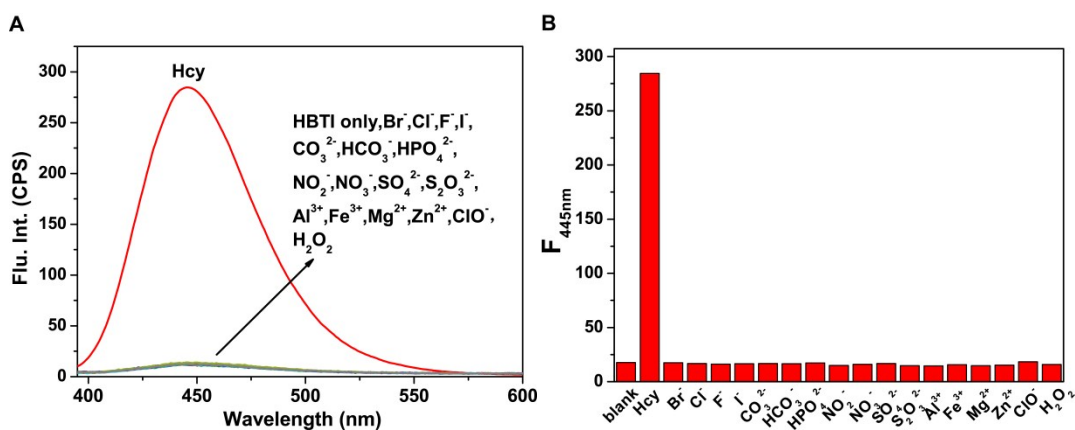 A
Flu. Int. (CPS)
300
250
200
150
100
50
0
Hcy
HBTI only,Br⁻,Cl⁻,F⁻,I⁻,
CO₃²⁻,HCO₃⁻,HPO₄²⁻,
NO₂⁻,NO₃⁻,SO₄²⁻,S₂O₃²⁻,
Al³⁺,Fe³⁺,Mg²⁺,Zn²⁺,ClO⁻,
H₂O₂
400 450 500 550 600
Wavelength (nm)
B
F₄₄₅ₙₘ
300
250
200
150
100
50
0
blank Hcy Br⁻ Cl⁻ F⁻ I⁻ CO₃²⁻ HCO₃⁻ HPO₄²⁻ NO₂⁻ NO₃⁻ SO₄²⁻ S₂O₃²⁻ Al³⁺ Fe³⁺ Mg²⁺ Zn²⁺ ClO⁻ H₂O₂